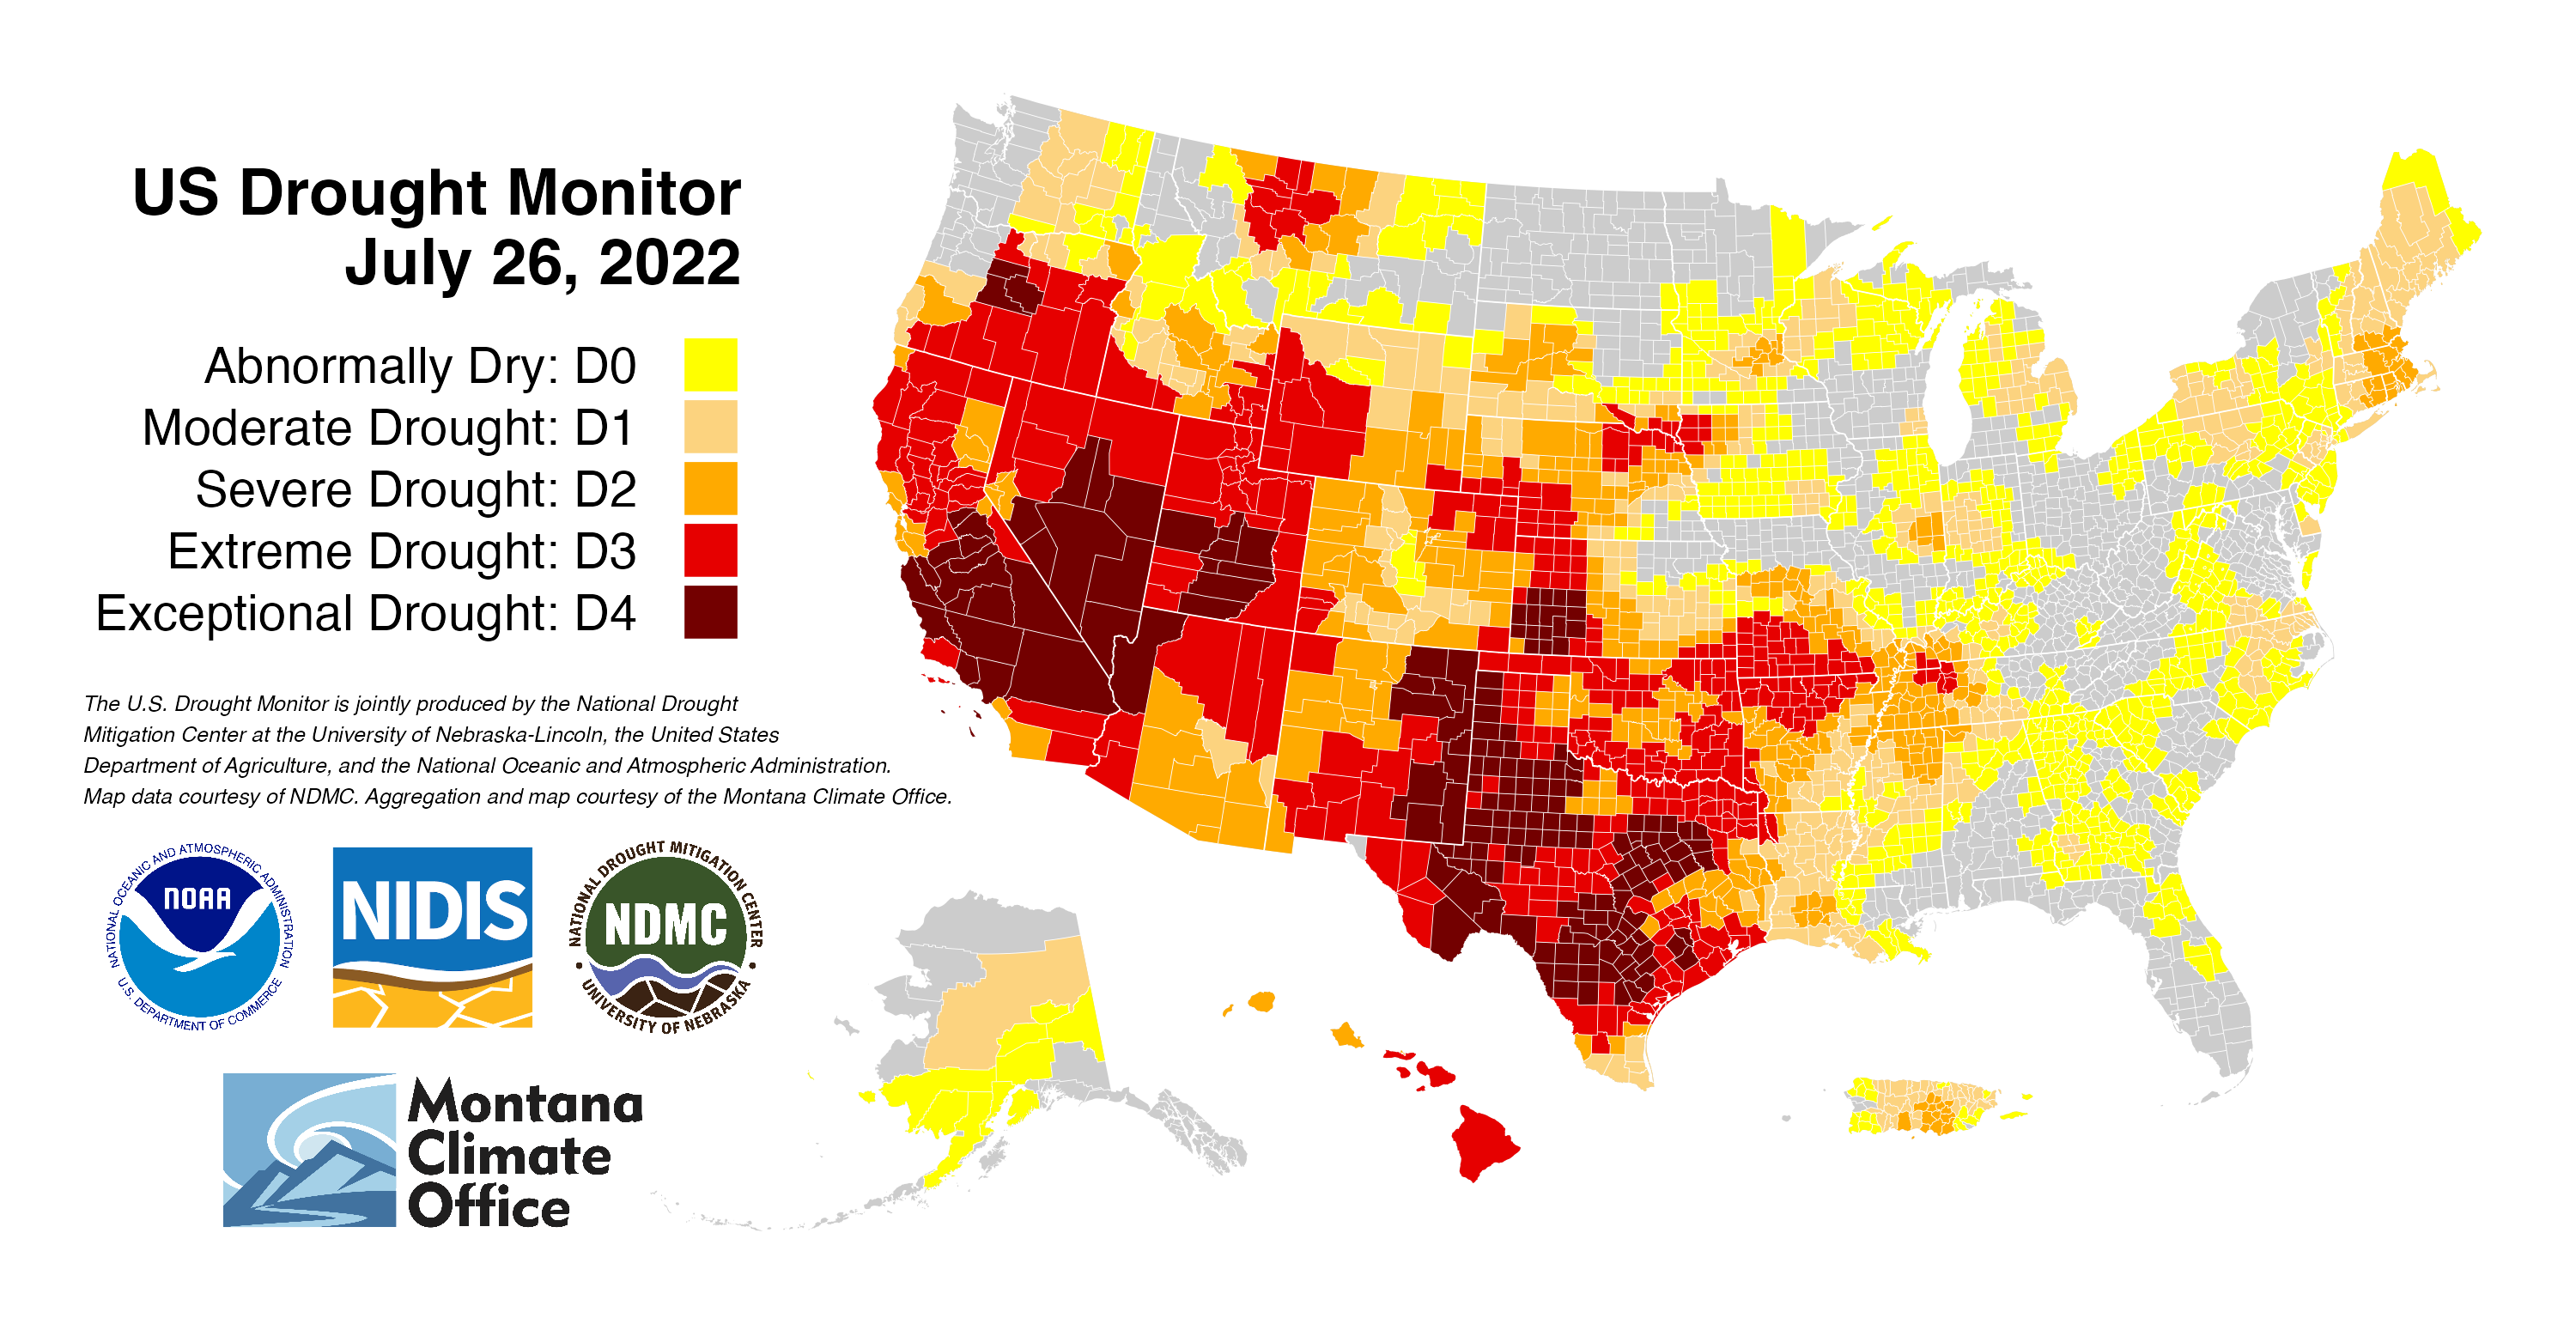 US Drought Monitor
July 26, 2022
Abnormally Dry: D0
Moderate Drought: D1
Severe Drought: D2
Extreme Drought: D3
Exceptional Drought: D4
The U.S. Drought Monitor is jointly produced by the National Drought
Mitigation Center at the University of Nebraska-Lincoln, the United States
Department of Agriculture, and the National Oceanic and Atmospheric Administration.
Map data courtesy of NDMC. Aggregation and map courtesy of the Montana Climate Office.
NATIONAL OCEANIC AND ATMOSPHERIC ADMINISTRATION
NOAA
U.S. DEPARTMENT OF COMMERCE
NIDIS
NATIONAL DROUGHT MITIGATION CENTER
NDMC
UNIVERSITY OF NEBRASKA
Montana
Climate
Office